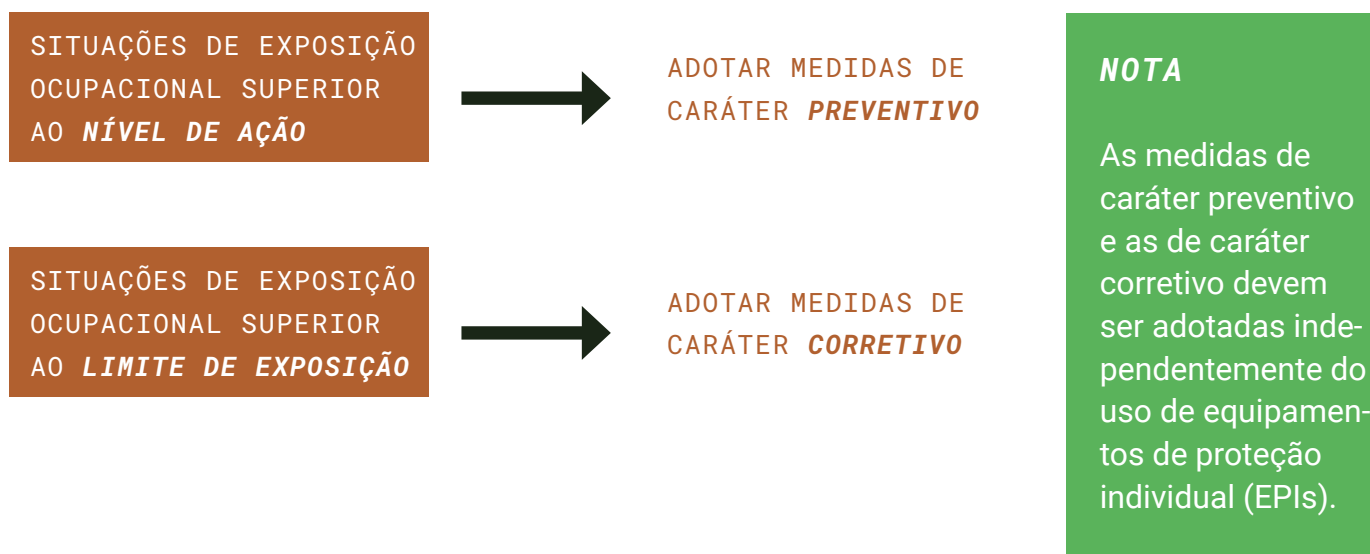 SITUAÇÕES DE EXPOSIÇÃO
OCUPACIONAL SUPERIOR
AO NÍVEL DE AÇÃO
ADOTAR MEDIDAS DE
CARÁTER PREVENTIVO
SITUAÇÕES DE EXPOSIÇÃO
OCUPACIONAL SUPERIOR
AO LIMITE DE EXPOSIÇÃO
ADOTAR MEDIDAS DE
CARÁTER CORRETIVO
NOTA
As medidas de
caráter preventivo
e as de caráter
corretivo devem
ser adotadas inde-
pendentemente do
uso de equipamen-
tos de proteção
individual (EPIs).